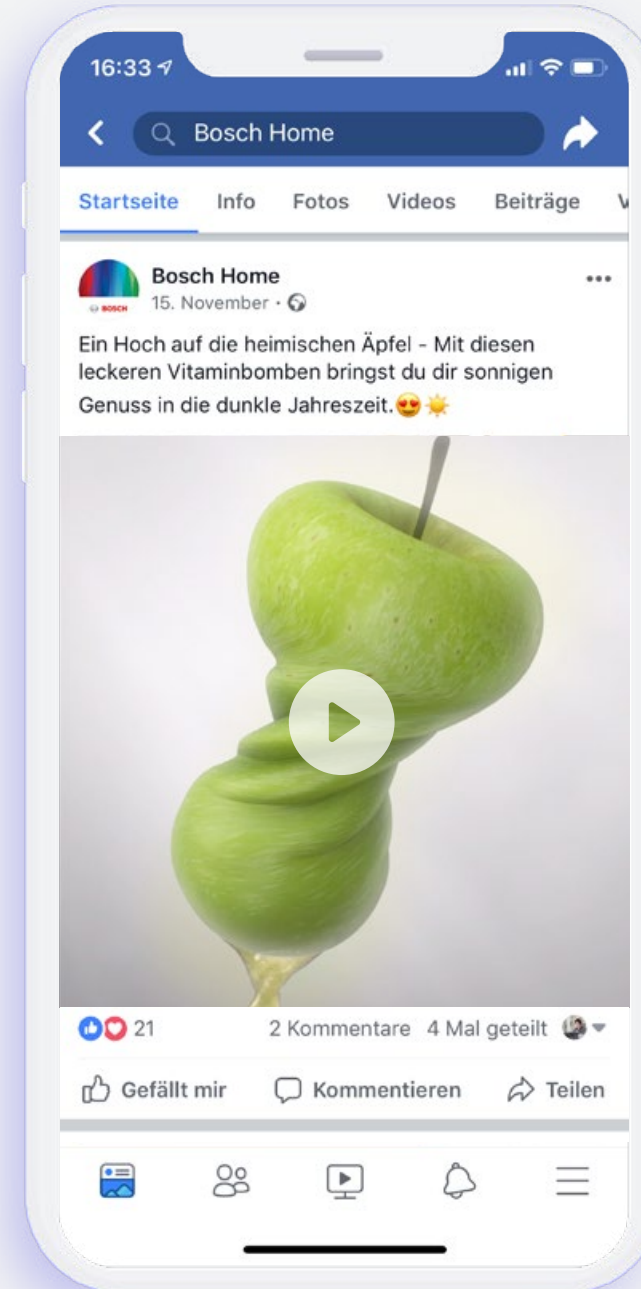 16:33
Bosch Home
Startseite Info Fotos Videos Beiträge V
Bosch Home
BOSCH
15. November ·
Ein Hoch auf die heimischen Äpfel - Mit diesen
leckeren Vitaminbomben bringst du dir sonnigen
Genuss in die dunkle Jahreszeit.😍☀️
21 2 Kommentare 4 Mal geteilt
Gefällt mir Kommentieren Teilen